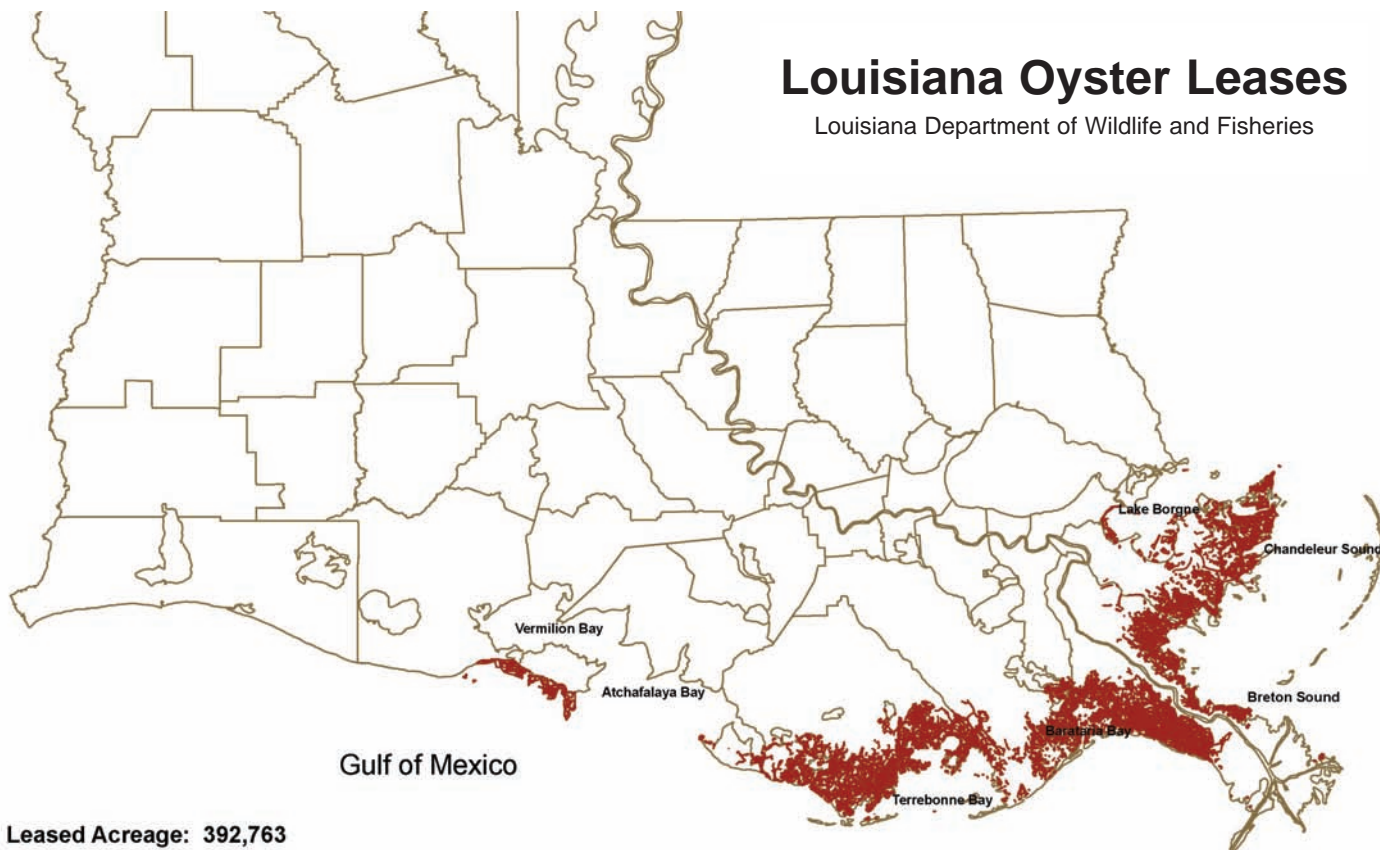 Louisiana Oyster Leases
Louisiana Department of Wildlife and Fisheries
Lake Borgne
Chandeleur Sound
Vermilion Bay
Atchafalaya Bay
Breton Sound
Barataria Bay
Gulf of Mexico
Terrebonne Bay
Leased Acreage: 392,763